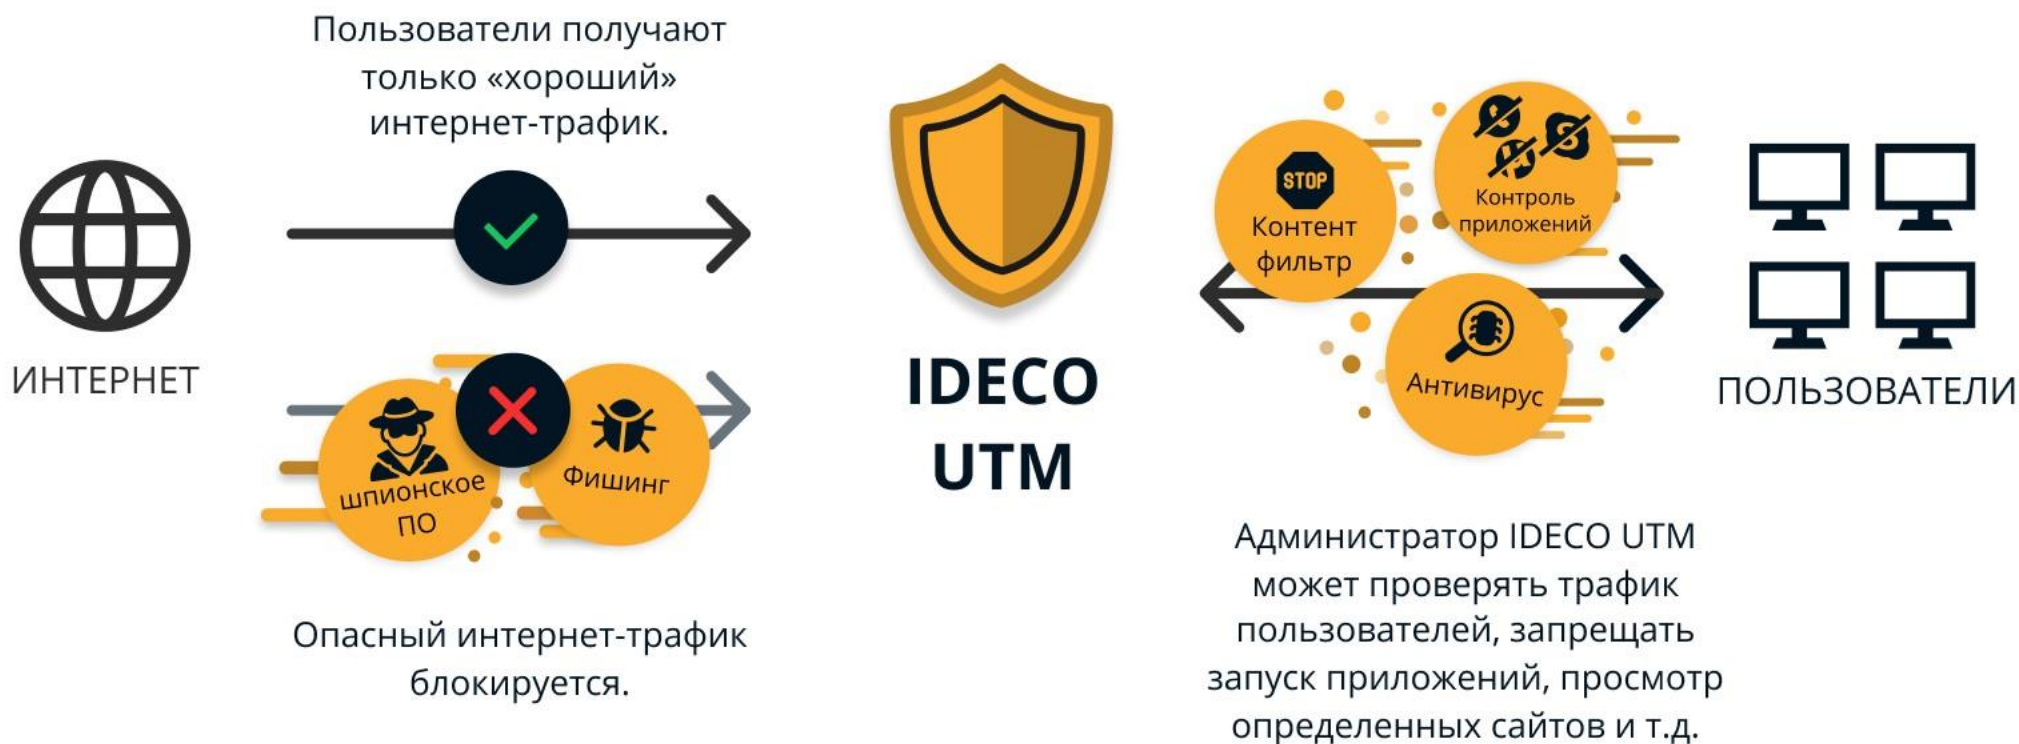 Пользователи получают
только «хороший»
интернет-трафик.
ИНТЕРНЕТ
шпионское
ПО
Фишинг
Опасный интернет-трафик
блокируется.
IDECO
UTM
STOP
Контент
фильтр
Контроль
приложений
Антивирус
ПОЛЬЗОВАТЕЛИ
Администратор IDECO UTM
может проверять трафик
пользователей, запрещать
запуск приложений, просмотр
определенных сайтов и т.д.